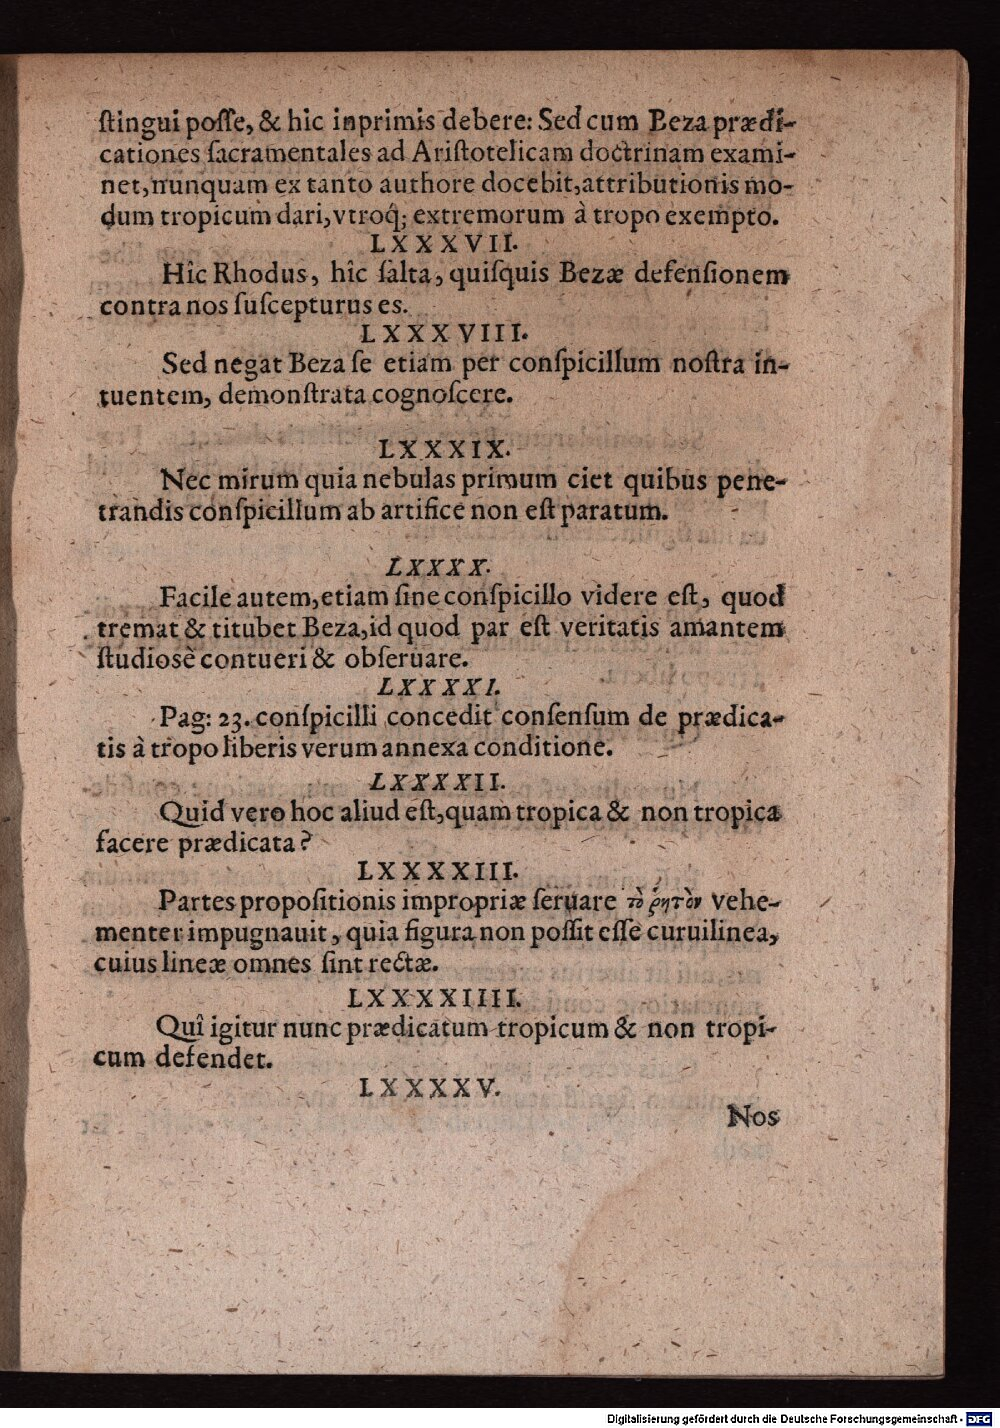 ſtingui poſſe, & hic inprimis debere: Sed cum Beza prædi-
cationes ſacramentales ad Ariſtotelicam doctrinam exami-
net, nunquam ex tanto authore docebit, attributionis mo-
dum tropicum dari, vtroq́; extremorum à tropo exempto.
LXXXVII.
Hîc Rhodus, hîc ſalta, quiſquis Bezæ defenſionem
contra nos ſuſcepturus es.
LXXXVIII.
Sed negat Beza ſe etiam per conſpicillum noſtra in-
tuentem, demonſtrata cognoſcere.
LXXXIX.
Nec mirum quia nebulas primum ciet quibus pene-
trandis conſpicillum ab artifice non eſt paratum.
LXXXX.
Facile autem, etiam ſine conſpicillo videre eſt, quod
tremat & titubet Beza, id quod par eſt veritatis amantem
ſtudiosè contueri & obſeruare.
LXXXXI.
Pag: 23. conſpicilli concedit conſenſum de prædica-
tis à tropo liberis verum annexa conditione.
LXXXXII.
Quid vero hoc aliud eſt, quam tropica & non tropica
facere prædicata?
LXXXXIII.
Partes propoſitionis impropriæ ſeruare τὸ ῥητὸν vehe-
menter impugnauit, quia figura non poſſit eſſe curuilinea,
cuius lineæ omnes ſint rectæ.
LXXXXIIII.
Quî igitur nunc prædicatum tropicum & non tropi-
cum defendet.
LXXXXV.
Nos
Digitalisierung gefördert durch die Deutsche Forschungsgemeinschaft - DFG